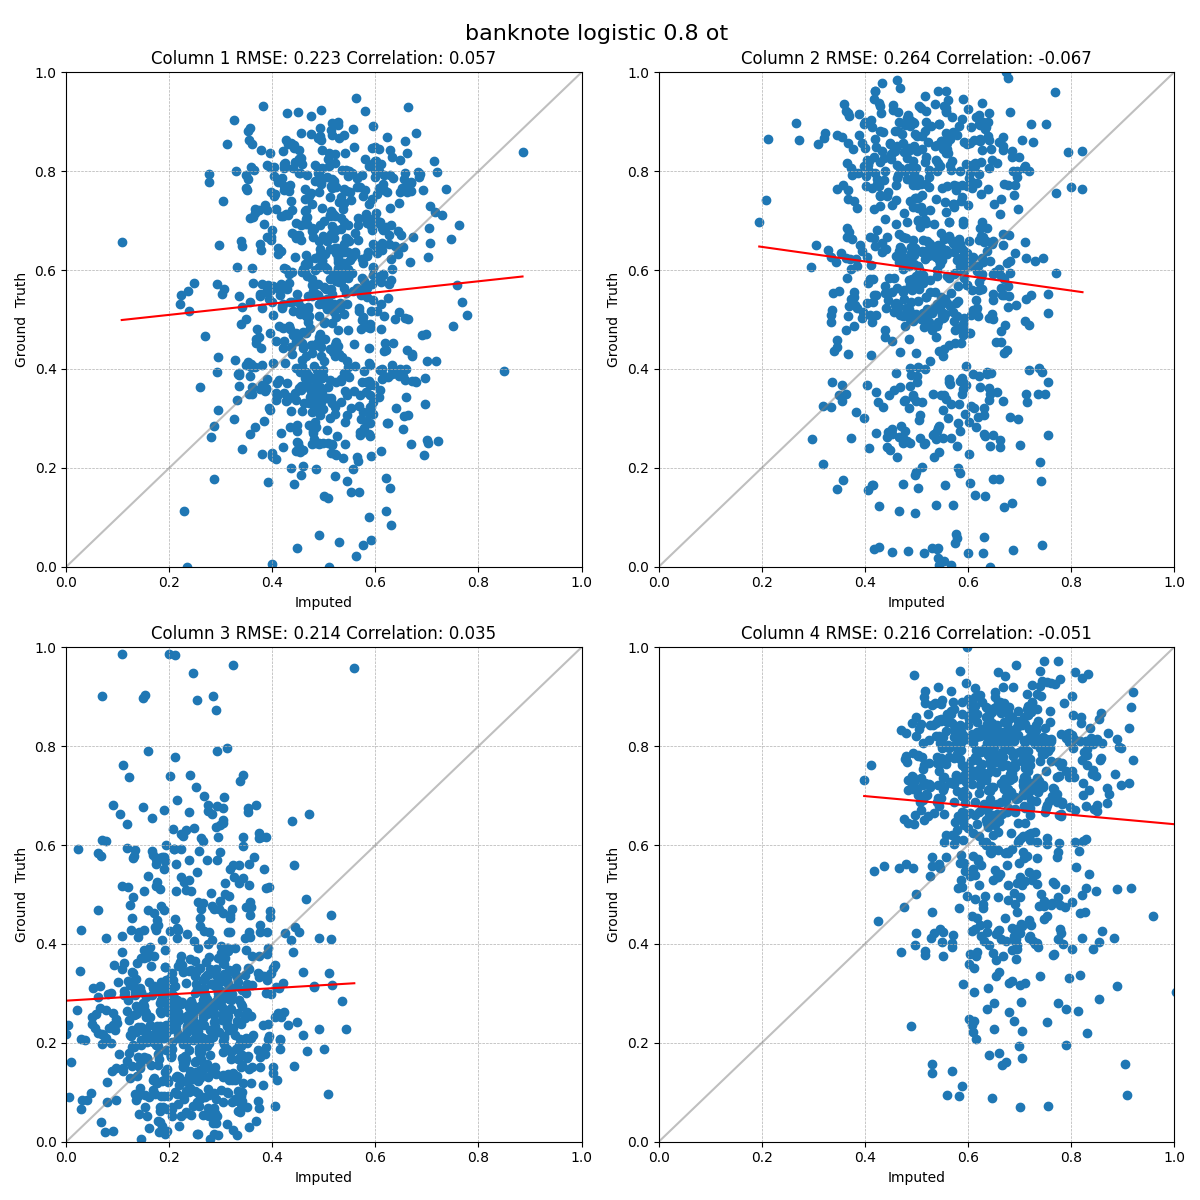 banknote logistic 0.8 ot
Column 1 RMSE: 0.223 Correlation: 0.057
1.0
0.8
0.6
0.4
0.2
0.0
Ground Truth
0.0 0.2 0.4 0.6 0.8 1.0
Imputed
Column 2 RMSE: 0.264 Correlation: -0.067
1.0
0.8
0.6
0.4
0.2
0.0
Ground Truth
0.0 0.2 0.4 0.6 0.8 1.0
Imputed
Column 3 RMSE: 0.214 Correlation: 0.035
1.0
0.8
0.6
0.4
0.2
0.0
Ground Truth
0.0 0.2 0.4 0.6 0.8 1.0
Imputed
Column 4 RMSE: 0.216 Correlation: -0.051
1.0
0.8
0.6
0.4
0.2
0.0
Ground Truth
0.0 0.2 0.4 0.6 0.8 1.0
Imputed